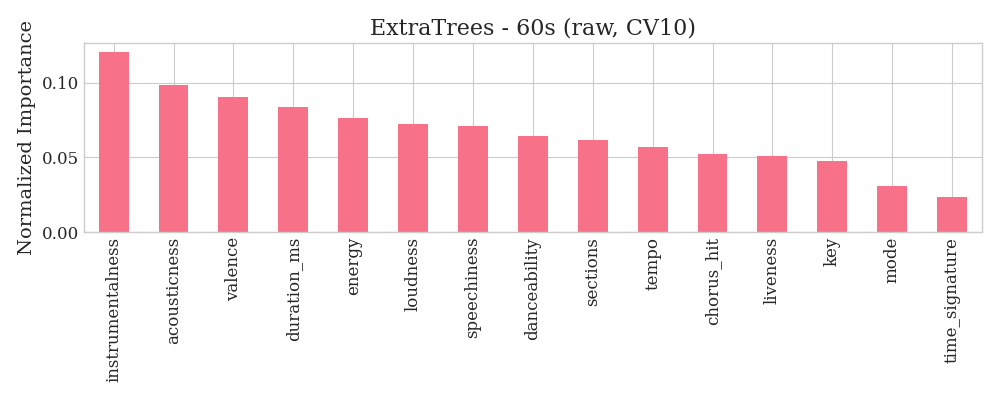 ExtraTrees - 60s (raw, CV10)
Normalized Importance
0.10
0.05
0.00
instrumentalness
acousticness
valence
duration_ms
energy
loudness
speechiness
danceability
sections
tempo
chorus_hit
liveness
key
mode
time_signature